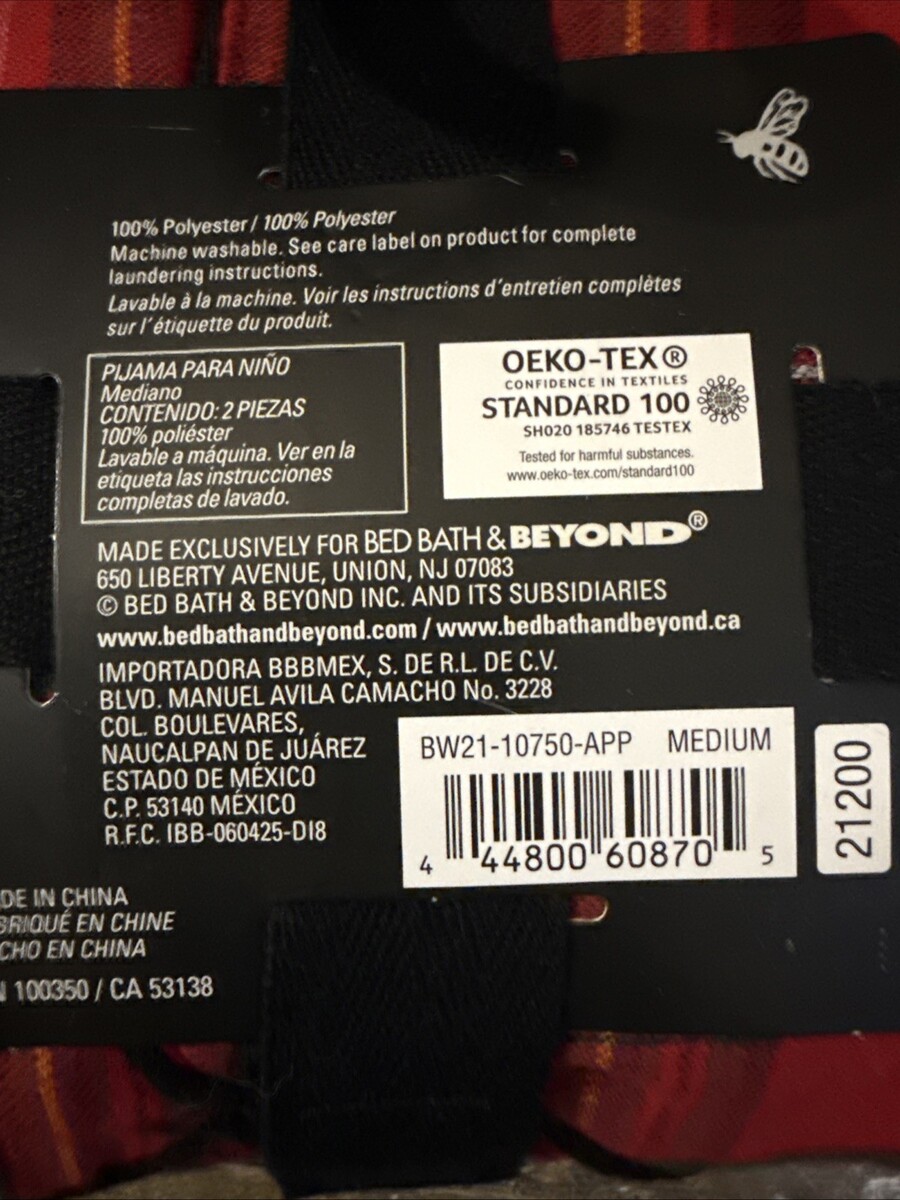 100% Polyester / 100% Polyester
Machine washable. See care label on product for complete
laundering instructions.
Lavable à la machine. Voir les instructions d'entretien complètes
sur l'étiquette du produit.
PIJAMA PARA NIÑO
Mediano
CONTENIDO: 2 PIEZAS
100% poliéster
Lavable a máquina. Ver en la
etiqueta las instrucciones
completas de lavado.
OEKO-TEX®
CONFIDENCE IN TEXTILES
STANDARD 100
SH020 185746 TESTEX
Tested for harmful substances.
www.oeko-tex.com/standard100
MADE EXCLUSIVELY FOR BED BATH & BEYOND®
650 LIBERTY AVENUE, UNION, NJ 07083
© BED BATH & BEYOND INC. AND ITS SUBSIDIARIES
www.bedbathandbeyond.com / www.bedbathandbeyond.ca
IMPORTADORA BBBMEX, S. DE R.L. DE C.V.
BLVD. MANUEL AVILA CAMACHO No. 3228
COL. BOULEVARES,
NAUCALPAN DE JUÁREZ
ESTADO DE MÉXICO
C.P. 53140 MÉXICO
R.F.C. IBB-060425-DI8
BW21-10750-APP MEDIUM
4 44800 60870 5
21200
DE IN CHINA
BRIQUÉ EN CHINE
CHO EN CHINA
100350 / CA 53138